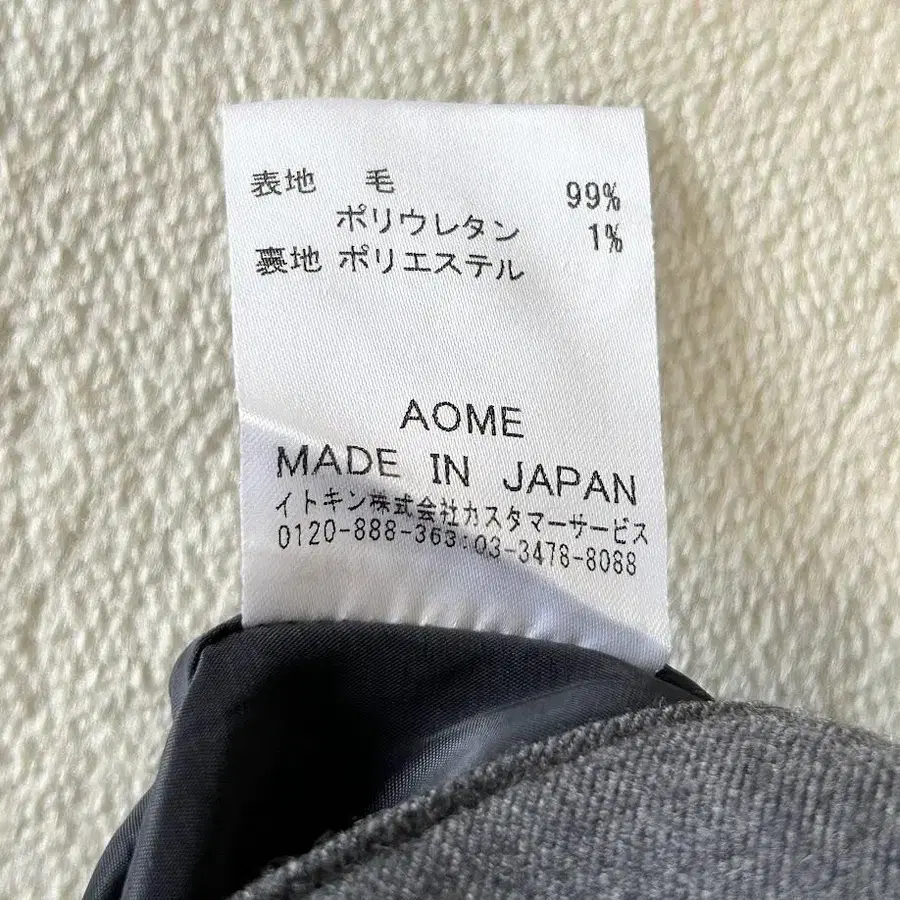 表地 毛 99%
ポリウレタン 1%
裏地 ポリエステル
AOME
MADE IN JAPAN
イトキン株式会社カスタマーサービス
0120-888-363:03-3478-8088